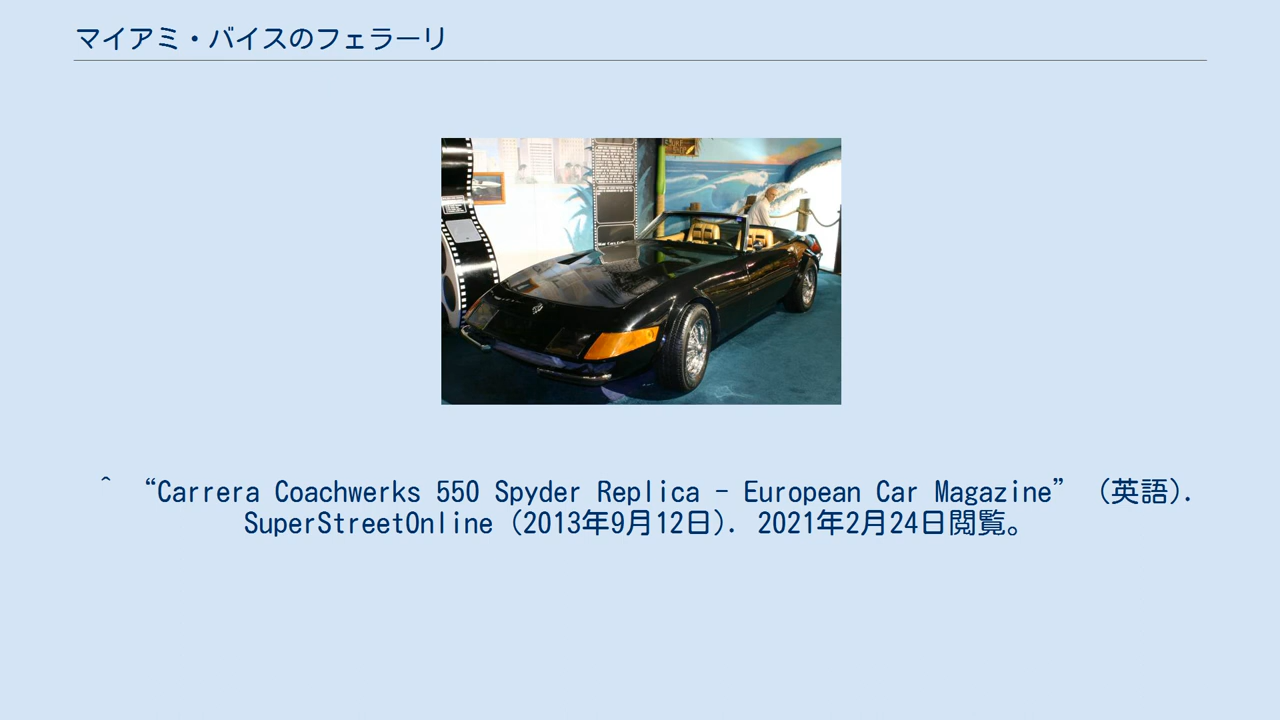 マイアミ・バイスのフェラーリ
^ “Carrera Coachwerks 550 Spyder Replica - European Car Magazine” (英語).
SuperStreetOnline (2013年9月12日). 2021年2月24日閲覧。